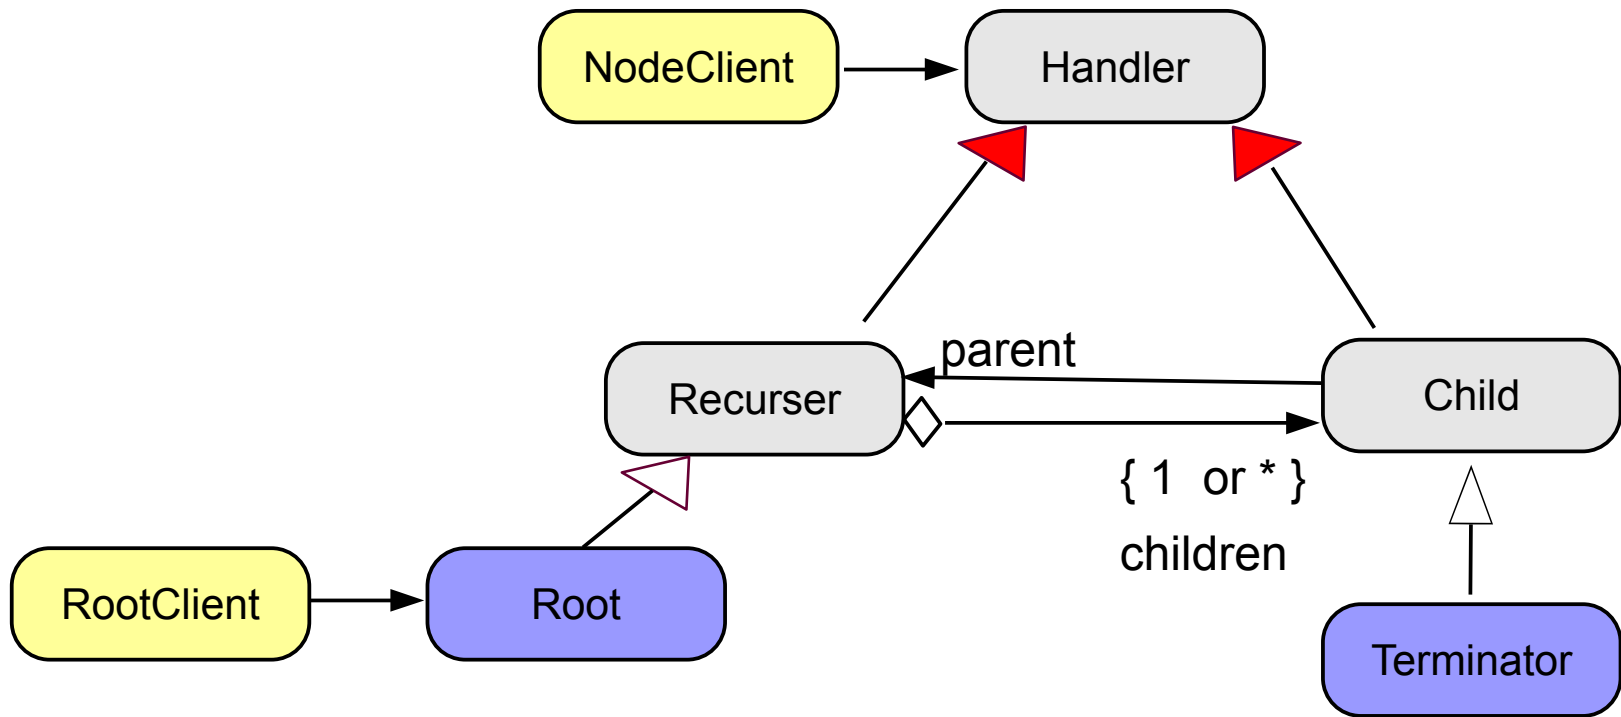 NodeClient
Handler
parent
Recurser
Child
{ 1  or * }
children
RootClient
Root
Terminator